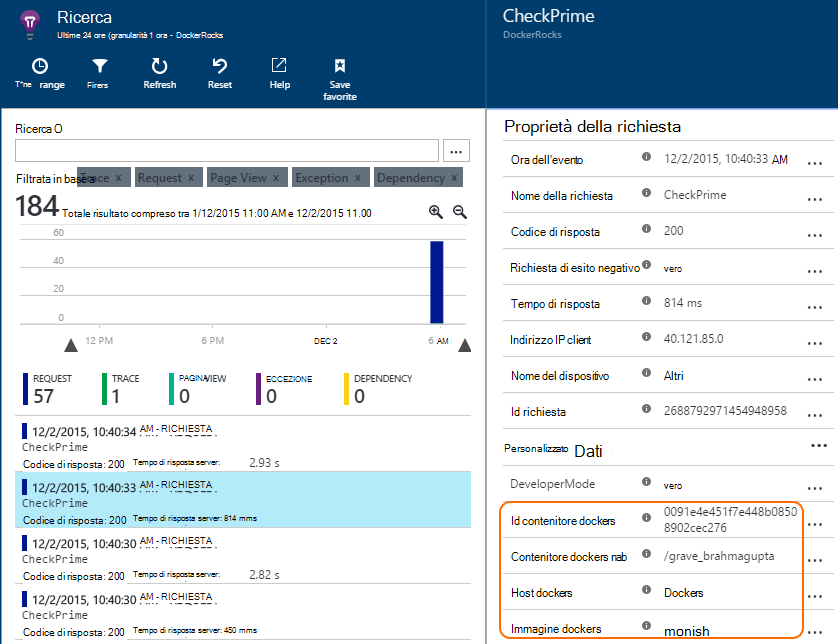 Ricerca
Ultime 24 ore (granularità 1 ora - DockerRocks
T^ne range
Firers
Refresh
Reset
Help
Save favorite
Ricerca O
...
Filtrata in base a
Trace x
Request x
Page View x
Exception x
Dependency x
184 Totale risultato compreso tra 1/12/2015 11:00 AM e 12/2/2015 11.00
60
40
20
0
12 PM
6 PM
DEC 2
6 AM
REQUEST
57
TRACE
1
PAGINAVIEW
0
ECCEZIONE
0
DEPENDENCY
0
12/2/2015, 10:40:34 AM - RICHIESTA
CheckPrime
Codice di risposta: 200 Tempo di risposta server: 2.93 s
12/2/2015, 10:40:33 AM - RICHIESTA
CheckPrime
Codice di risposta: 200 Tempo di risposta server: 814 mms
12/2/2015, 10:40:30 AM - RICHIESTA
CheckPrime
Codice di risposta: 200 Tempo di risposta server: 2.82 s
12/2/2015, 10:40:30 AM - RICHIESTA
CheckPrime
Codice di risposta: 200 Tempo di risposta server: 450 mms
CheckPrime
DockerRocks
Proprietà della richiesta
Ora dell'evento 12/2/2015, 10:40:33 AM ...
Nome della richiesta CheckPrime ...
Codice di risposta 200 ...
Richiesta di esito negativo vero ...
Tempo di risposta 814 ms ...
Indirizzo IP client 40.121.85.0 ...
Nome del dispositivo Altri ...
Id richiesta 2688792971454948958 ...
Personalizzato Dati ...
DeveloperMode vero ...
Id contenitore dockers 0091e4e451f7e448b0850
8902cec276 ...
Contenitore dockers nab /grave_brahmagupta ...
Host dockers Dockers ...
Immagine dockers monish ...